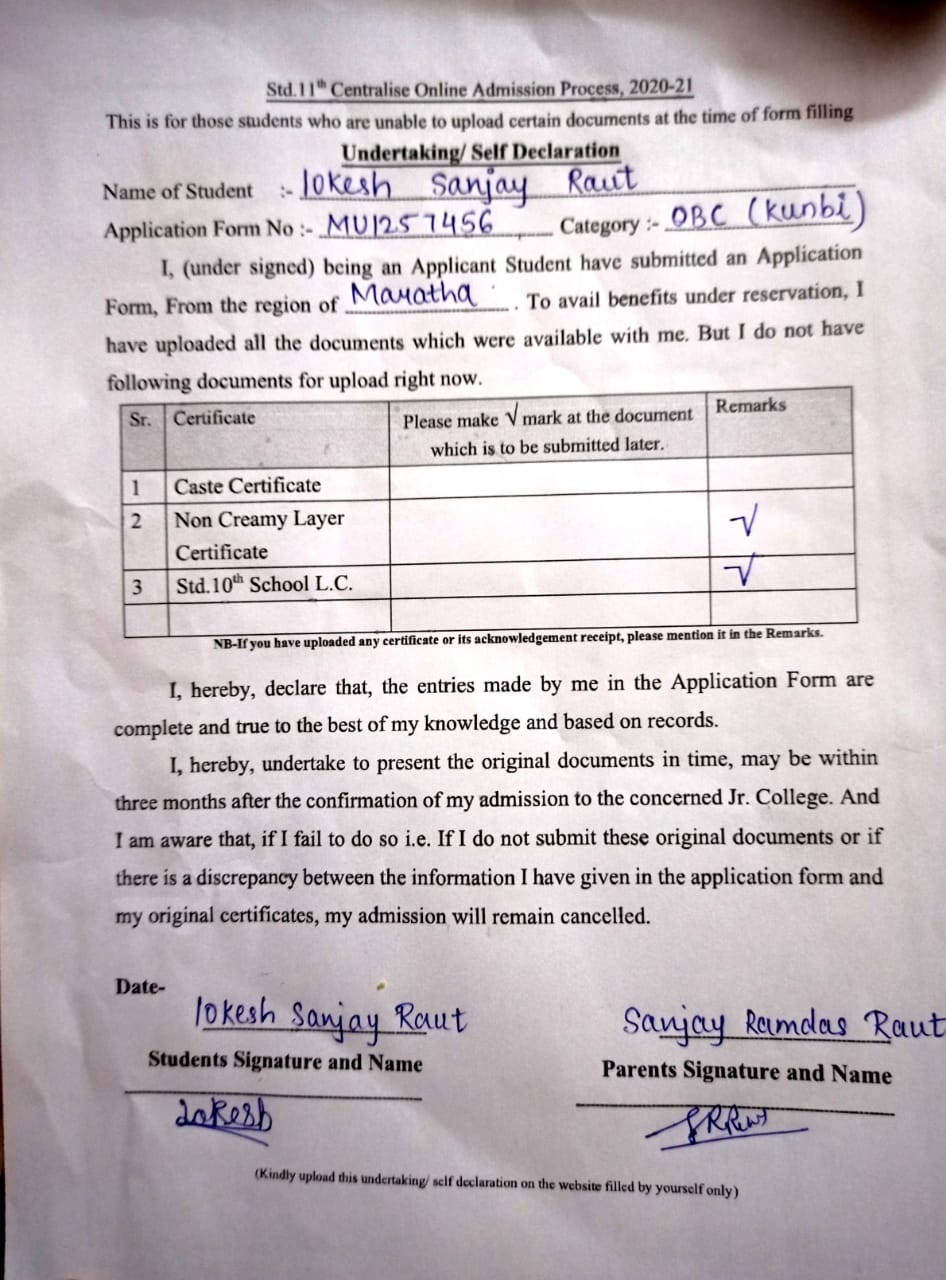 Std.11th Centralise Online Admission Process, 2020-21
This is for those students who are unable to upload certain documents at the time of form filling
Undertaking/ Self Declaration
Name of Student :- lokesh Sanjay Raut
Application Form No :- MU1257456 Category :- OBC (kunbi)
I, (under signed) being an Applicant Student have submitted an Application
Form, From the region of Maratha. To avail benefits under reservation, I
have uploaded all the documents which were available with me. But I do not have
following documents for upload right now.
Sr. Certificate Please make √ mark at the document which is to be submitted later. Remarks
1 Caste Certificate
2 Non Creamy Layer Certificate √
3 Std.10th School L.C. √
NB-If you have uploaded any certificate or its acknowledgement receipt, please mention it in the Remarks.
I, hereby, declare that, the entries made by me in the Application Form are
complete and true to the best of my knowledge and based on records.
I, hereby, undertake to present the original documents in time, may be within
three months after the confirmation of my admission to the concerned Jr. College. And
I am aware that, if I fail to do so i.e. If I do not submit these original documents or if
there is a discrepancy between the information I have given in the application form and
my original certificates, my admission will remain cancelled.
Date-
lokesh Sanjay Raut Sanjay Ramdas Raut
Students Signature and Name Parents Signature and Name
Lokesh
(Kindly upload this undertaking/ self declaration on the website filled by yourself only)